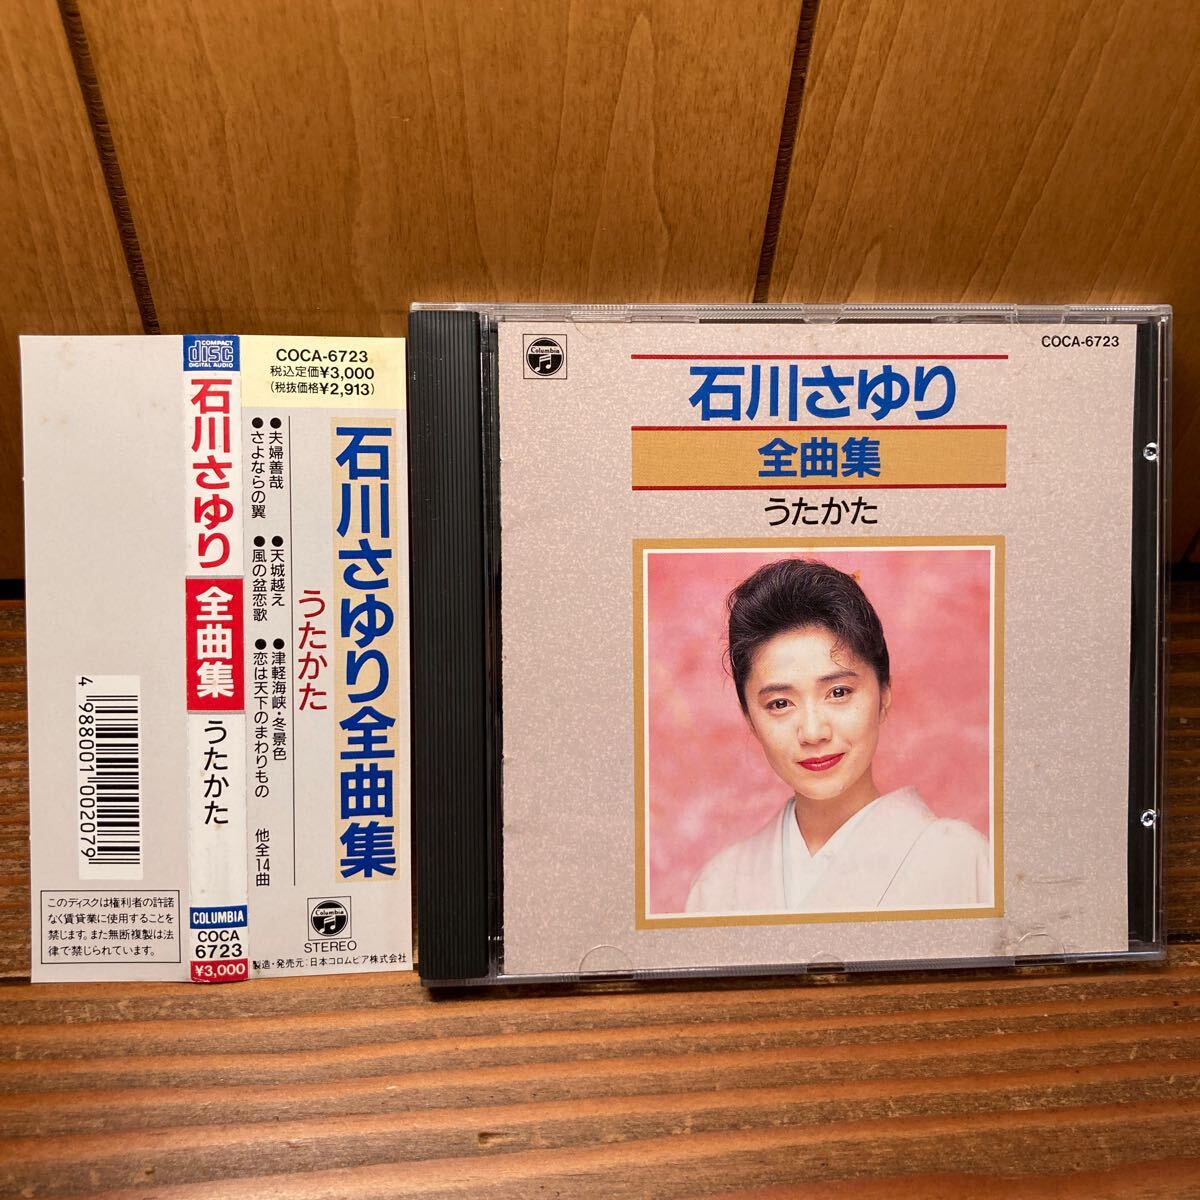 4 988001 002079
このディスクは権利者の許諾
なく賃貸業に使用することを
禁じます。また無断複製は法
律で禁じられています。
COMPACT
disc
DIGITAL AUDIO
石川さゆり
全曲集
うたかた
COLUMBIA
COCA
6723
¥3,000
COCA-6723
税込定価¥3,000
(税抜価格¥2,913)
石川さゆり全曲集
うたかた
●夫婦善哉 ●天城越え ●津軽海峡・冬景色
●さよならの翼 ●風の盆恋歌 ●恋は天下のまわりもの 他全14曲
Columbia
STEREO
製造・発売元:日本コロムビア株式会社
Columbia
COCA-6723
石川さゆり
全曲集
うたかた